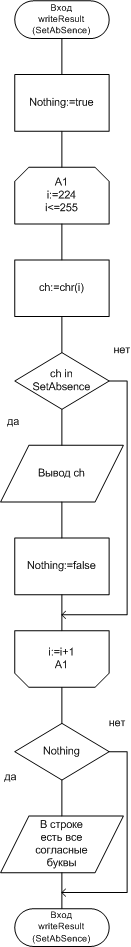 Вход
writeResult
(SetAbSence)
Nothing:=true
A1
i:=224
i<=255
ch:=chr(i)
нет
ch in
SetAbsence
да
Вывод ch
Nothing:=false
i:=i+1
A1
нет
Nothing
да
В строке
есть все
согласные
буквы
Вход
writeResult
(SetAbSence)